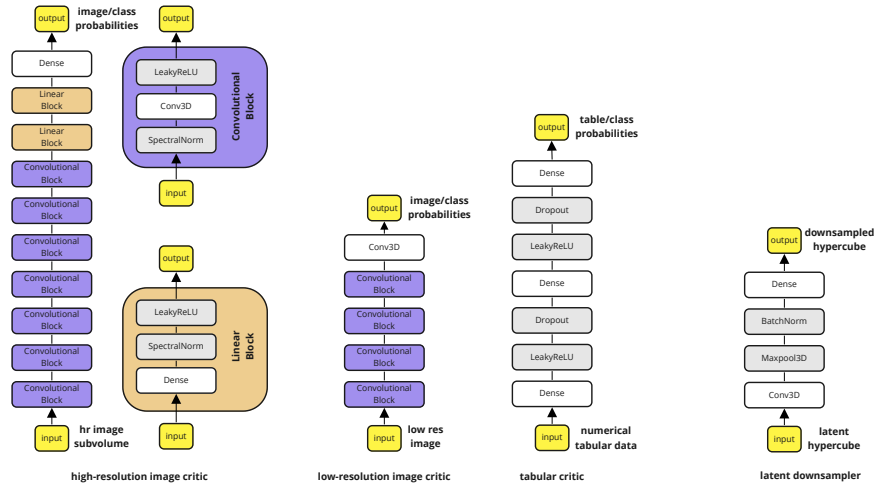 output
image/class
probabilities
Dense
Linear
Block
Linear
Block
Convolutional
Block
Convolutional
Block
Convolutional
Block
Convolutional
Block
Convolutional
Block
Convolutional
Block
Convolutional
Block
input
hr image
subvolume
output
LeakyReLU
Conv3D
SpectralNorm
Convolutional
Block
input
output
LeakyReLU
SpectralNorm
Dense
Linear
Block
input
high-resolution image critic
image/class
probabilities
output
Conv3D
Convolutional
Block
Convolutional
Block
Convolutional
Block
Convolutional
Block
input
low res
image
low-resolution image critic
table/class
probabilities
output
Dense
Dropout
LeakyReLU
Dense
Dropout
LeakyReLU
Dense
input
numerical
tabular data
tabular critic
output
downsampled
hypercube
Dense
BatchNorm
Maxpool3D
Conv3D
input
latent
hypercube
latent downsampler